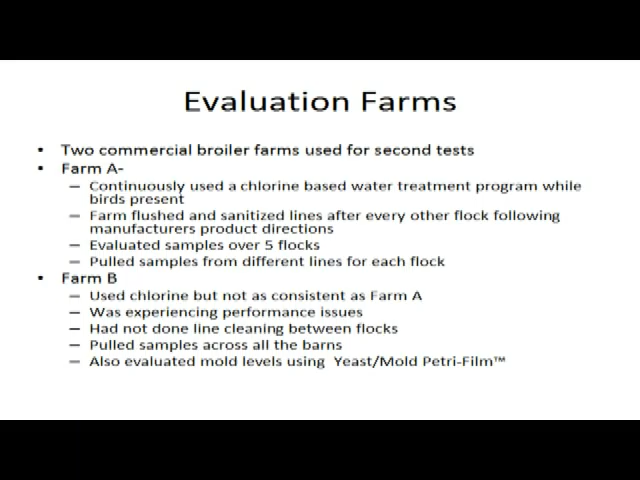 Evaluation Farms
• Two commercial broiler farms used for second tests
• Farm A-
– Continuously used a chlorine based water treatment program while
birds present
– Farm flushed and sanitized lines after every other flock following
manufacturers product directions
– Evaluated samples over 5 flocks
– Pulled samples from different lines for each flock
• Farm B
– Used chlorine but not as consistent as Farm A
– Was experiencing performance issues
– Had not done line cleaning between flocks
– Pulled samples across all the barns
– Also evaluated mold levels using Yeast/Mold Petri-Film™